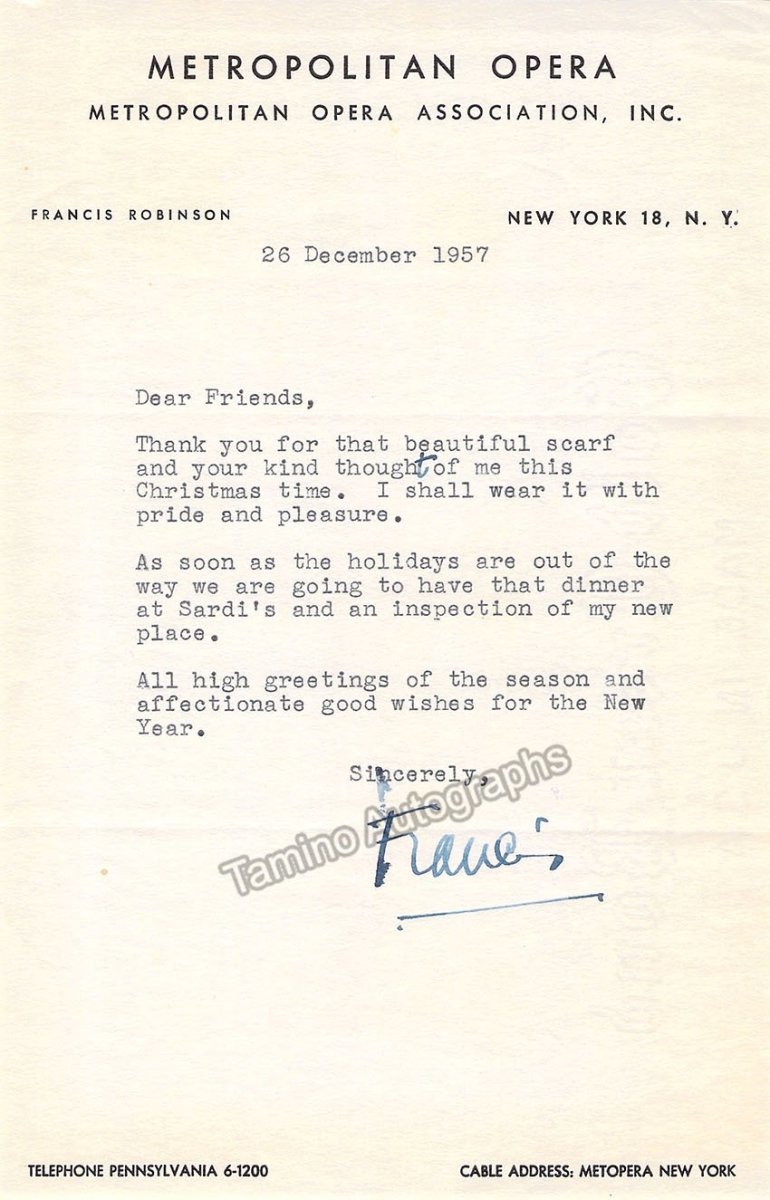 METROPOLITAN OPERA
METROPOLITAN OPERA ASSOCIATION, INC.
FRANCIS ROBINSON
NEW YORK 18, N. Y.
26 December 1957
Dear Friends,
Thank you for that beautiful scarf
and your kind thought of me this
Christmas time. I shall wear it with
pride and pleasure.
As soon as the holidays are out of the
way we are going to have that dinner
at Sardi's and an inspection of my new
place.
All high greetings of the season and
affectionate good wishes for the New
Year.
Sincerely,
Tamino Autographs
Francis
TELEPHONE PENNSYLVANIA 6-1200
CABLE ADDRESS: METOPERA NEW YORK